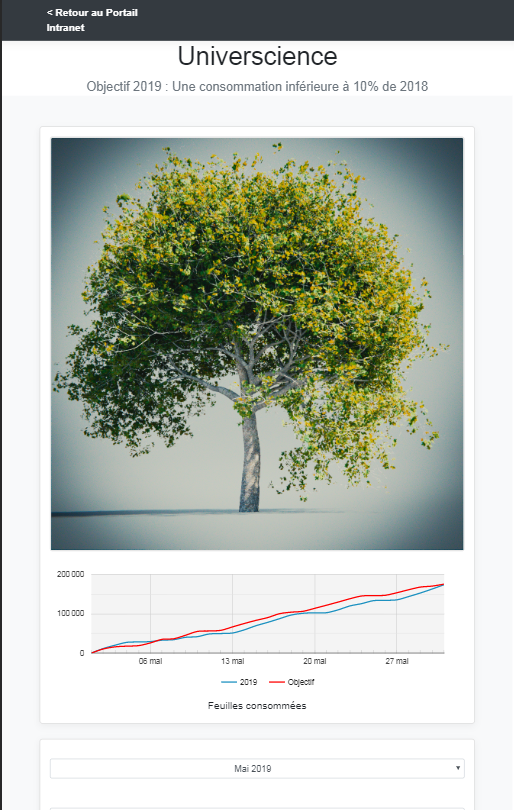 < Retour au Portail
Intranet
Universcience
Objectif 2019 : Une consommation inférieure à 10% de 2018
200 000
100 000
0
06 mai
13 mai
20 mai
27 mai
2019
Objectif
Feuilles consommées
Mai 2019